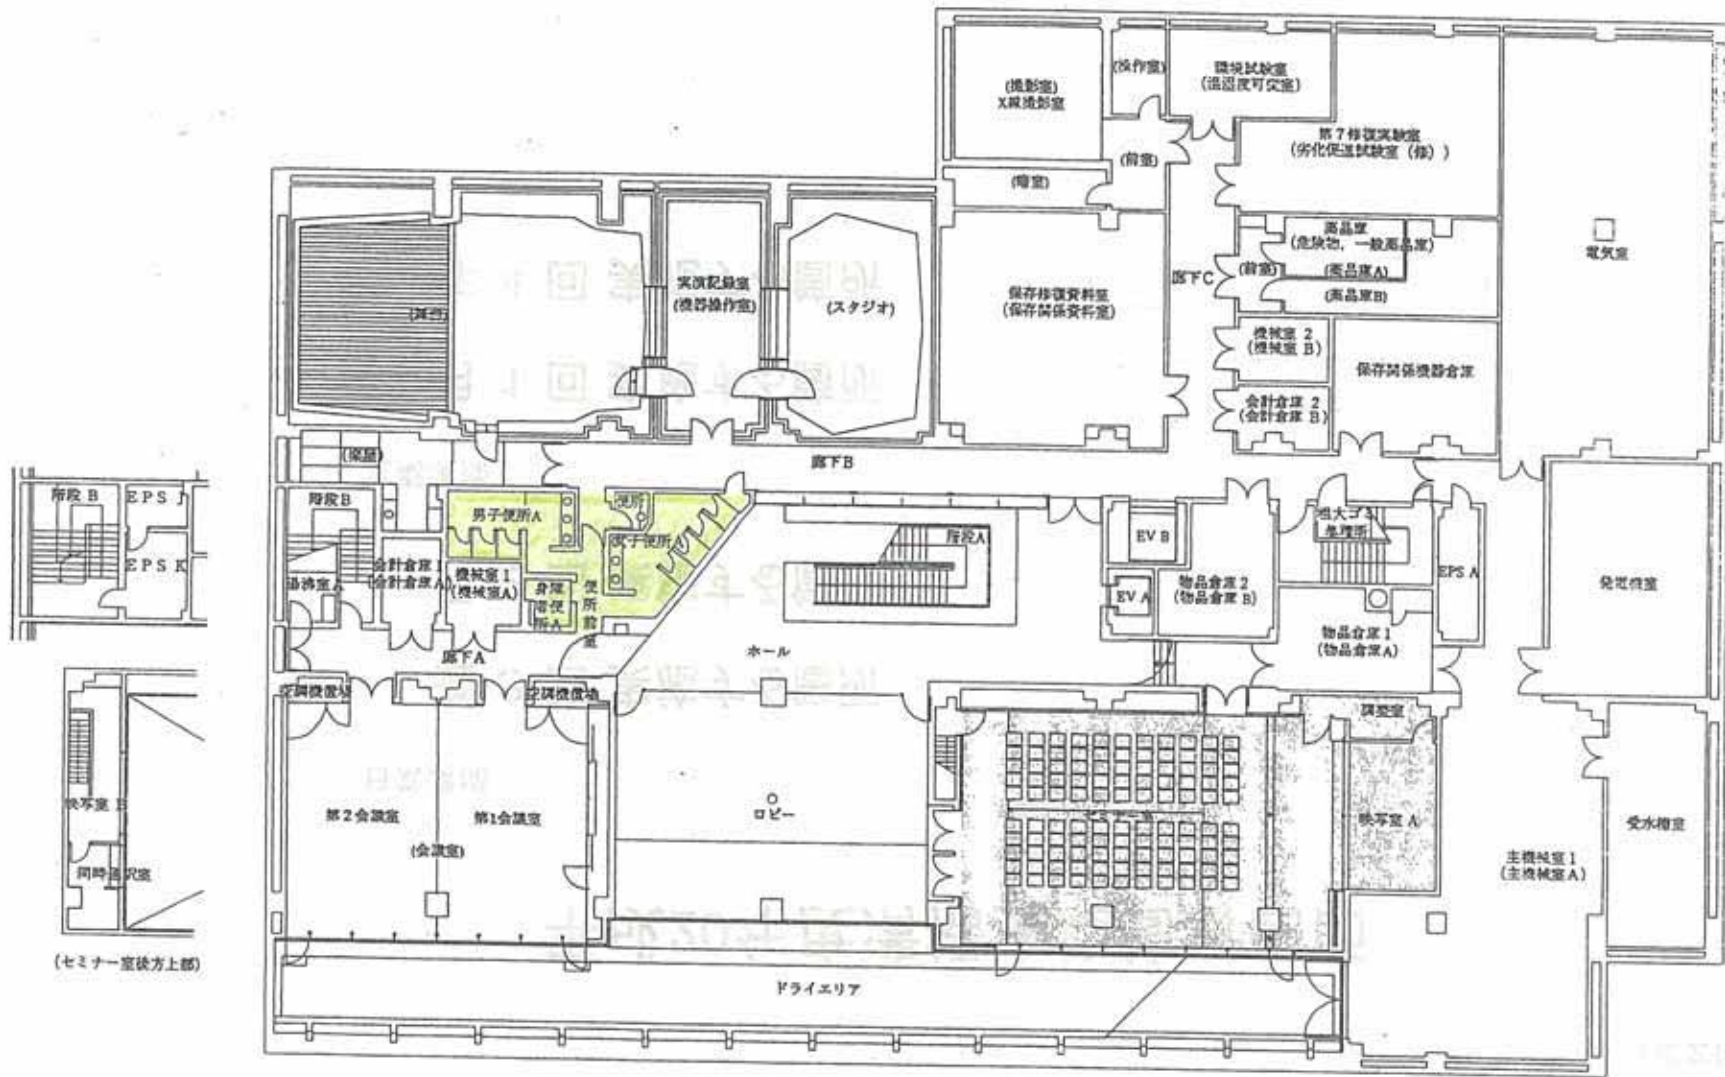 (撮影室)
X線撮影室
(操作室)
環境試験室
(温湿度可変室)
第7修復実験室
(劣化促進試験室(修))
(前室)
(暗室)
電気室
薬品庫
(危険物，一般薬品庫)
(薬品庫A)
(前室)
(薬品庫B)
廊下C
保存修復資料室
(保存関係資料室)
機械室 2
(機械室 B)
保存関係機器倉庫
会計倉庫 2
(会計倉庫 B)
(舞台)
実演記録室
(機器操作室)
(スタジオ)
(楽屋)
廊下B
階段 B
EPS J
EPS K
階段B
湯沸室A
会計倉庫 1
(会計倉庫A)
機械室 1
(機械室A)
男子便所A
便所
女子便所A
身障者便所A
便所前室
階段A
EV B
EV A
物品倉庫 2
(物品倉庫 B)
粗大ゴミ
処理所
EPS A
発電機室
物品倉庫 1
(物品倉庫A)
廊下A
ホール
空調機置場
空調機置場
調整室
映写室 B
同時通訳室
(セミナー室後方上部)
第2会議室
第1会議室
(会議室)
ロビー
セミナー室
映写室 A
主機械室 1
(主機械室A)
受水槽室
ドライエリア